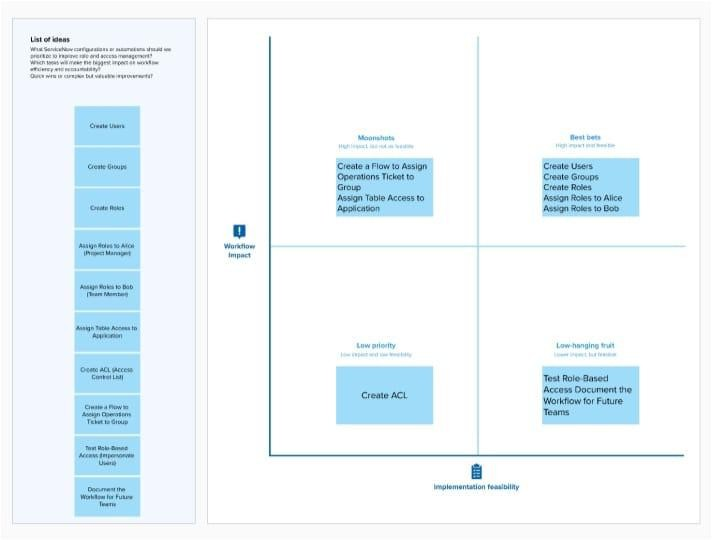 List of ideas
What ServiceNow configurations or automations should we
prioritize to improve role and access management?
Which tasks will make the biggest impact on workflow
efficiency and accountability?
Quick wins or complex but valuable improvements?
Create Users
Create Groups
Create Roles
Assign Roles to Alice
(Project Manager)
Assign Roles to Bob
(Team Member)
Assign Table Access to
Application
Create ACL (Access
Control List)
Create a Flow to
Assign Operations
Ticket to Group
Test Role-Based
Access (Impersonate
Users)
Document the
Workflow for Future
Teams
Moonshots
High impact, but not as feasible
Create a Flow to Assign
Operations Ticket to
Group
Assign Table Access to
Application
Best bets
High impact and feasible
Create Users
Create Groups
Create Roles
Assign Roles to Alice
Assign Roles to Bob
Workflow
Impact
Low priority
Low impact and low feasibility
Create ACL
Low-hanging fruit
Lower impact, but feasible
Test Role-Based
Access Document the
Workflow for Future
Teams
Implementation feasibility